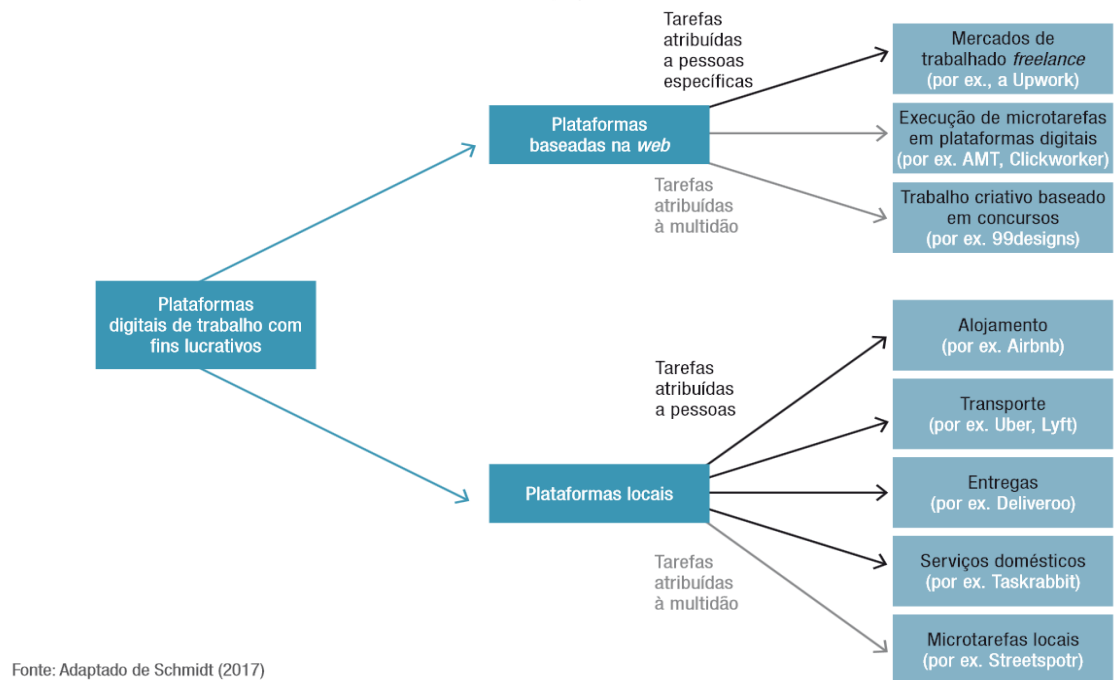 Tarefas
atribuídas
a pessoas
específicas
Mercados de
trabalhado freelance
(por ex., a Upwork)
Plataformas
baseadas na web
Execução de microtarefas
em plataformas digitais
(por ex. AMT, Clickworker)
Tarefas
atribuídas
à multidão
Trabalho criativo baseado
em concursos
(por ex. 99designs)
Plataformas
digitais de trabalho com
fins lucrativos
Alojamento
(por ex. Airbnb)
Tarefas
atribuídas
a pessoas
Transporte
(por ex. Uber, Lyft)
Plataformas locais
Entregas
(por ex. Deliveroo)
Tarefas
atribuídas
à multidão
Serviços domésticos
(por ex. Taskrabbit)
Microtarefas locais
(por ex. Streetspotr)
Fonte: Adaptado de Schmidt (2017)